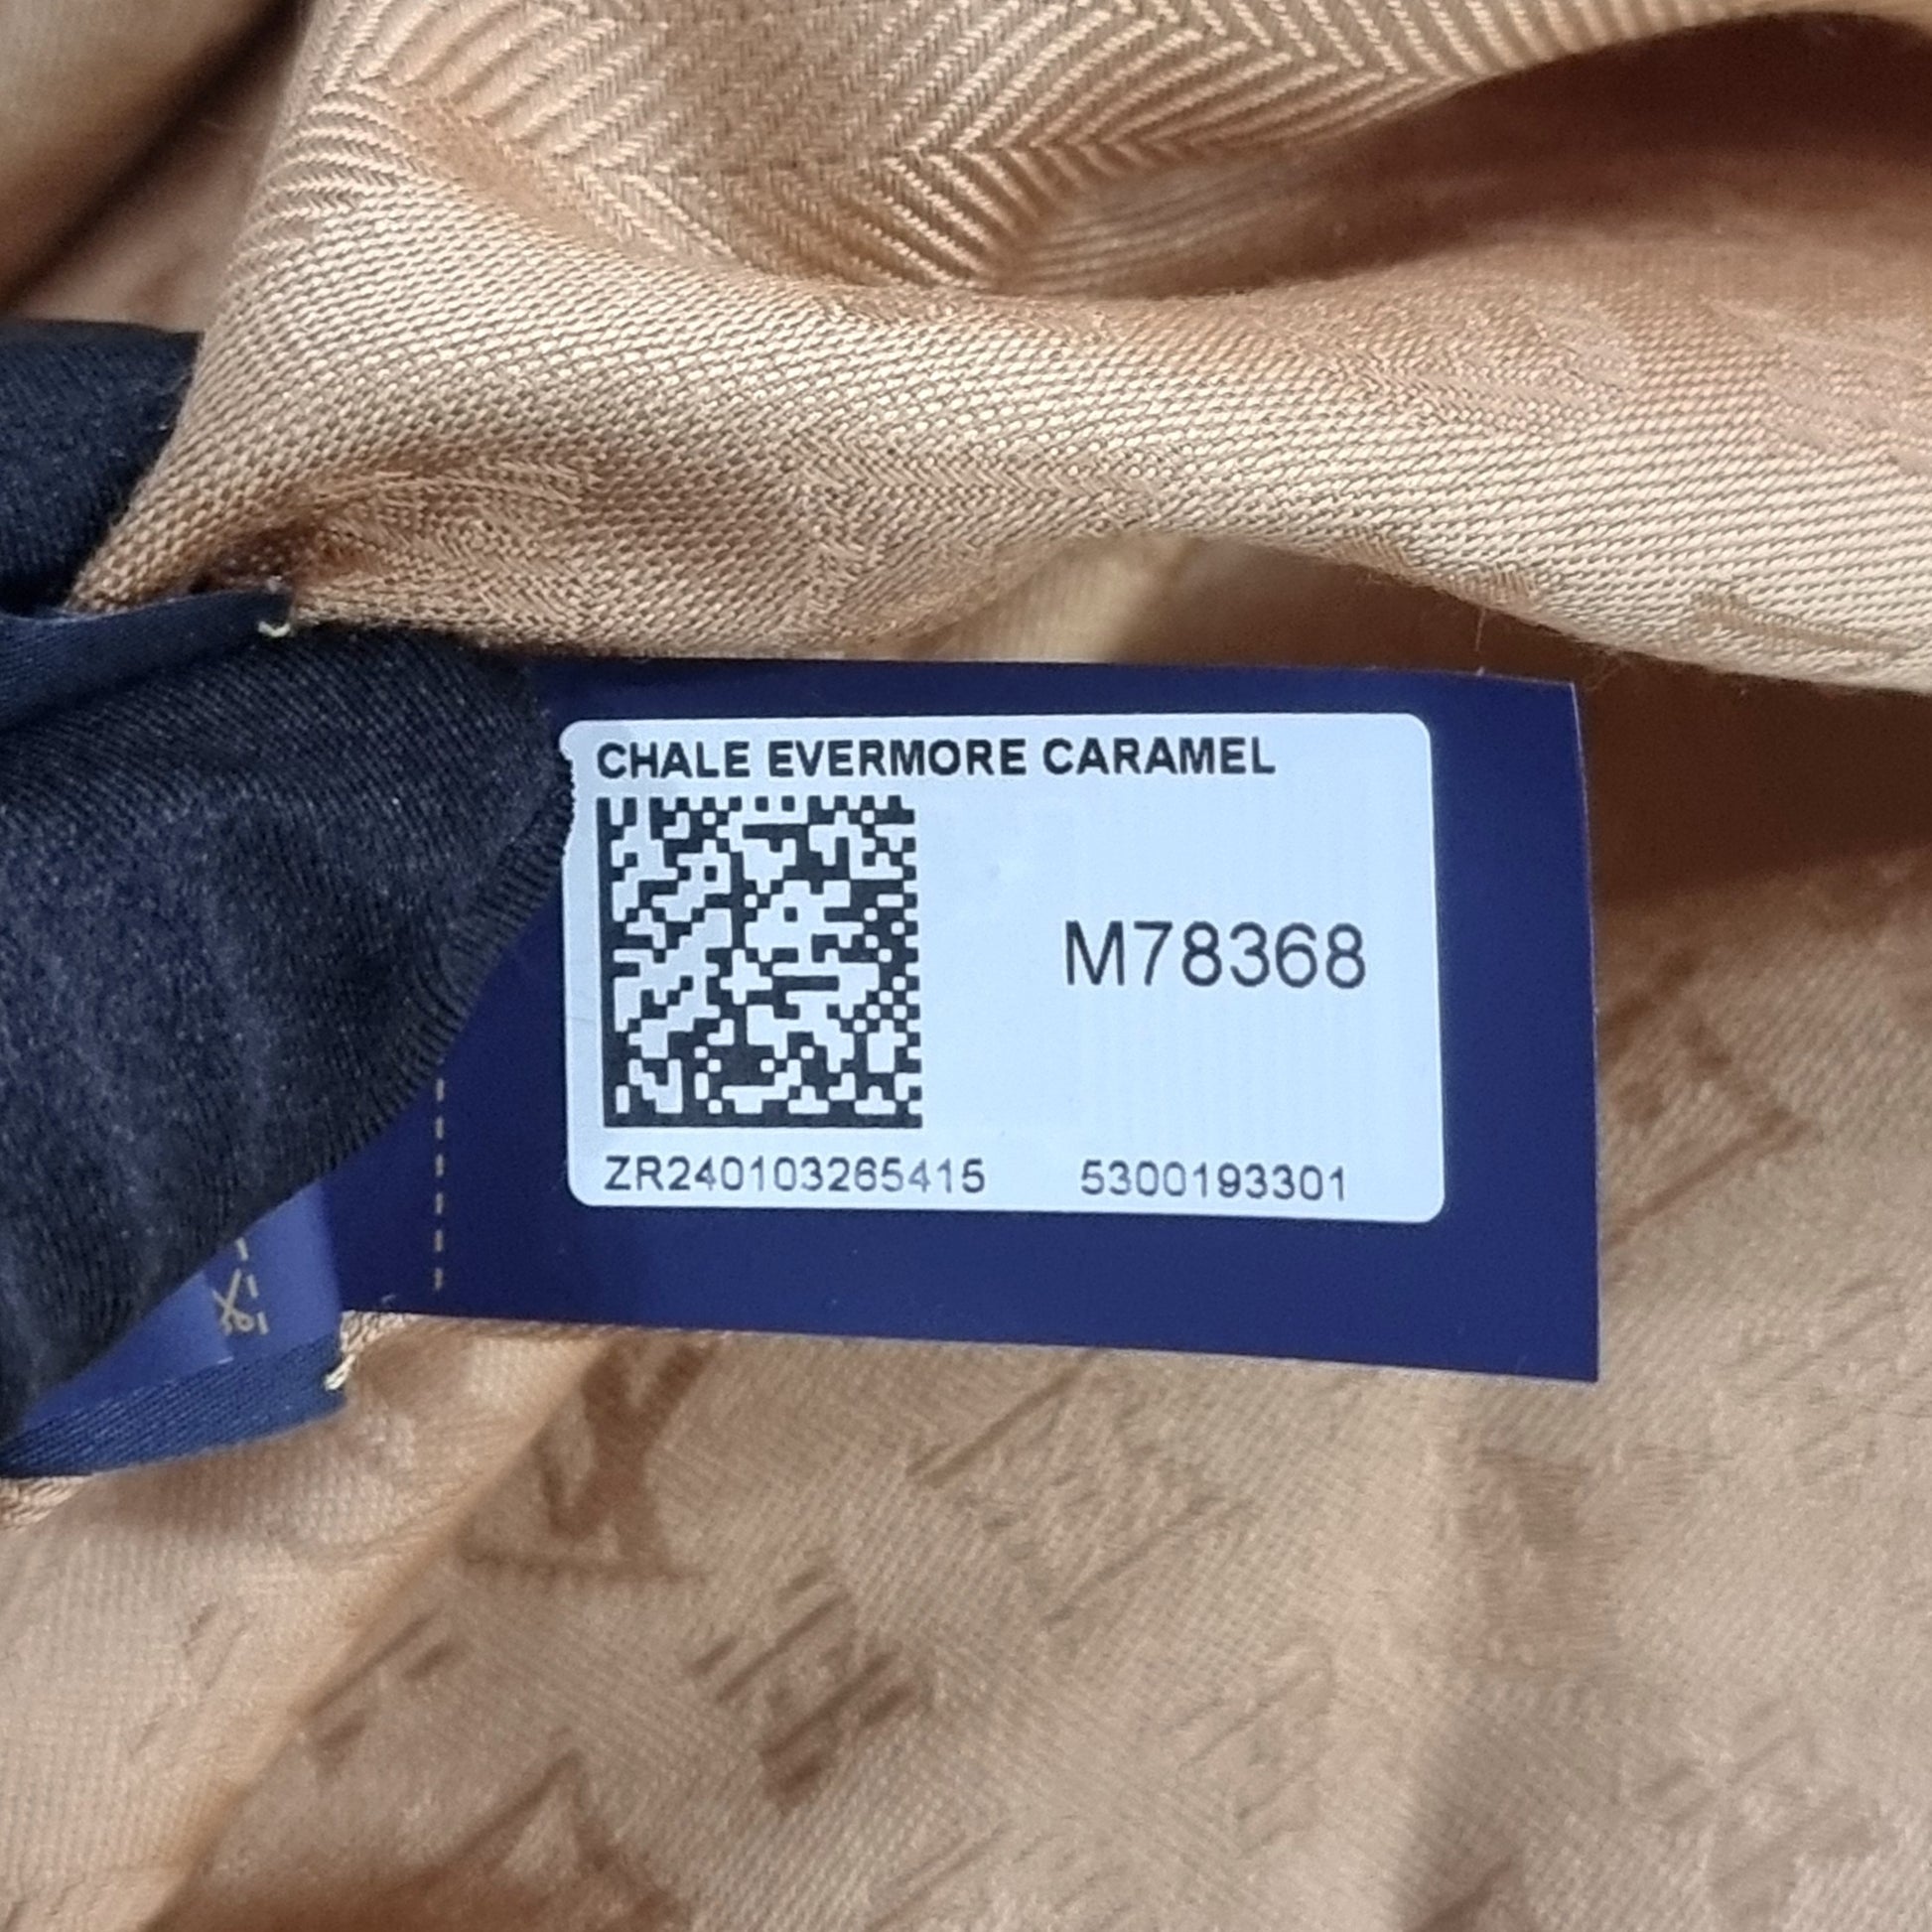 CHALE EVERMORE CARAMEL
M78368
ZR240103265415 5300193301